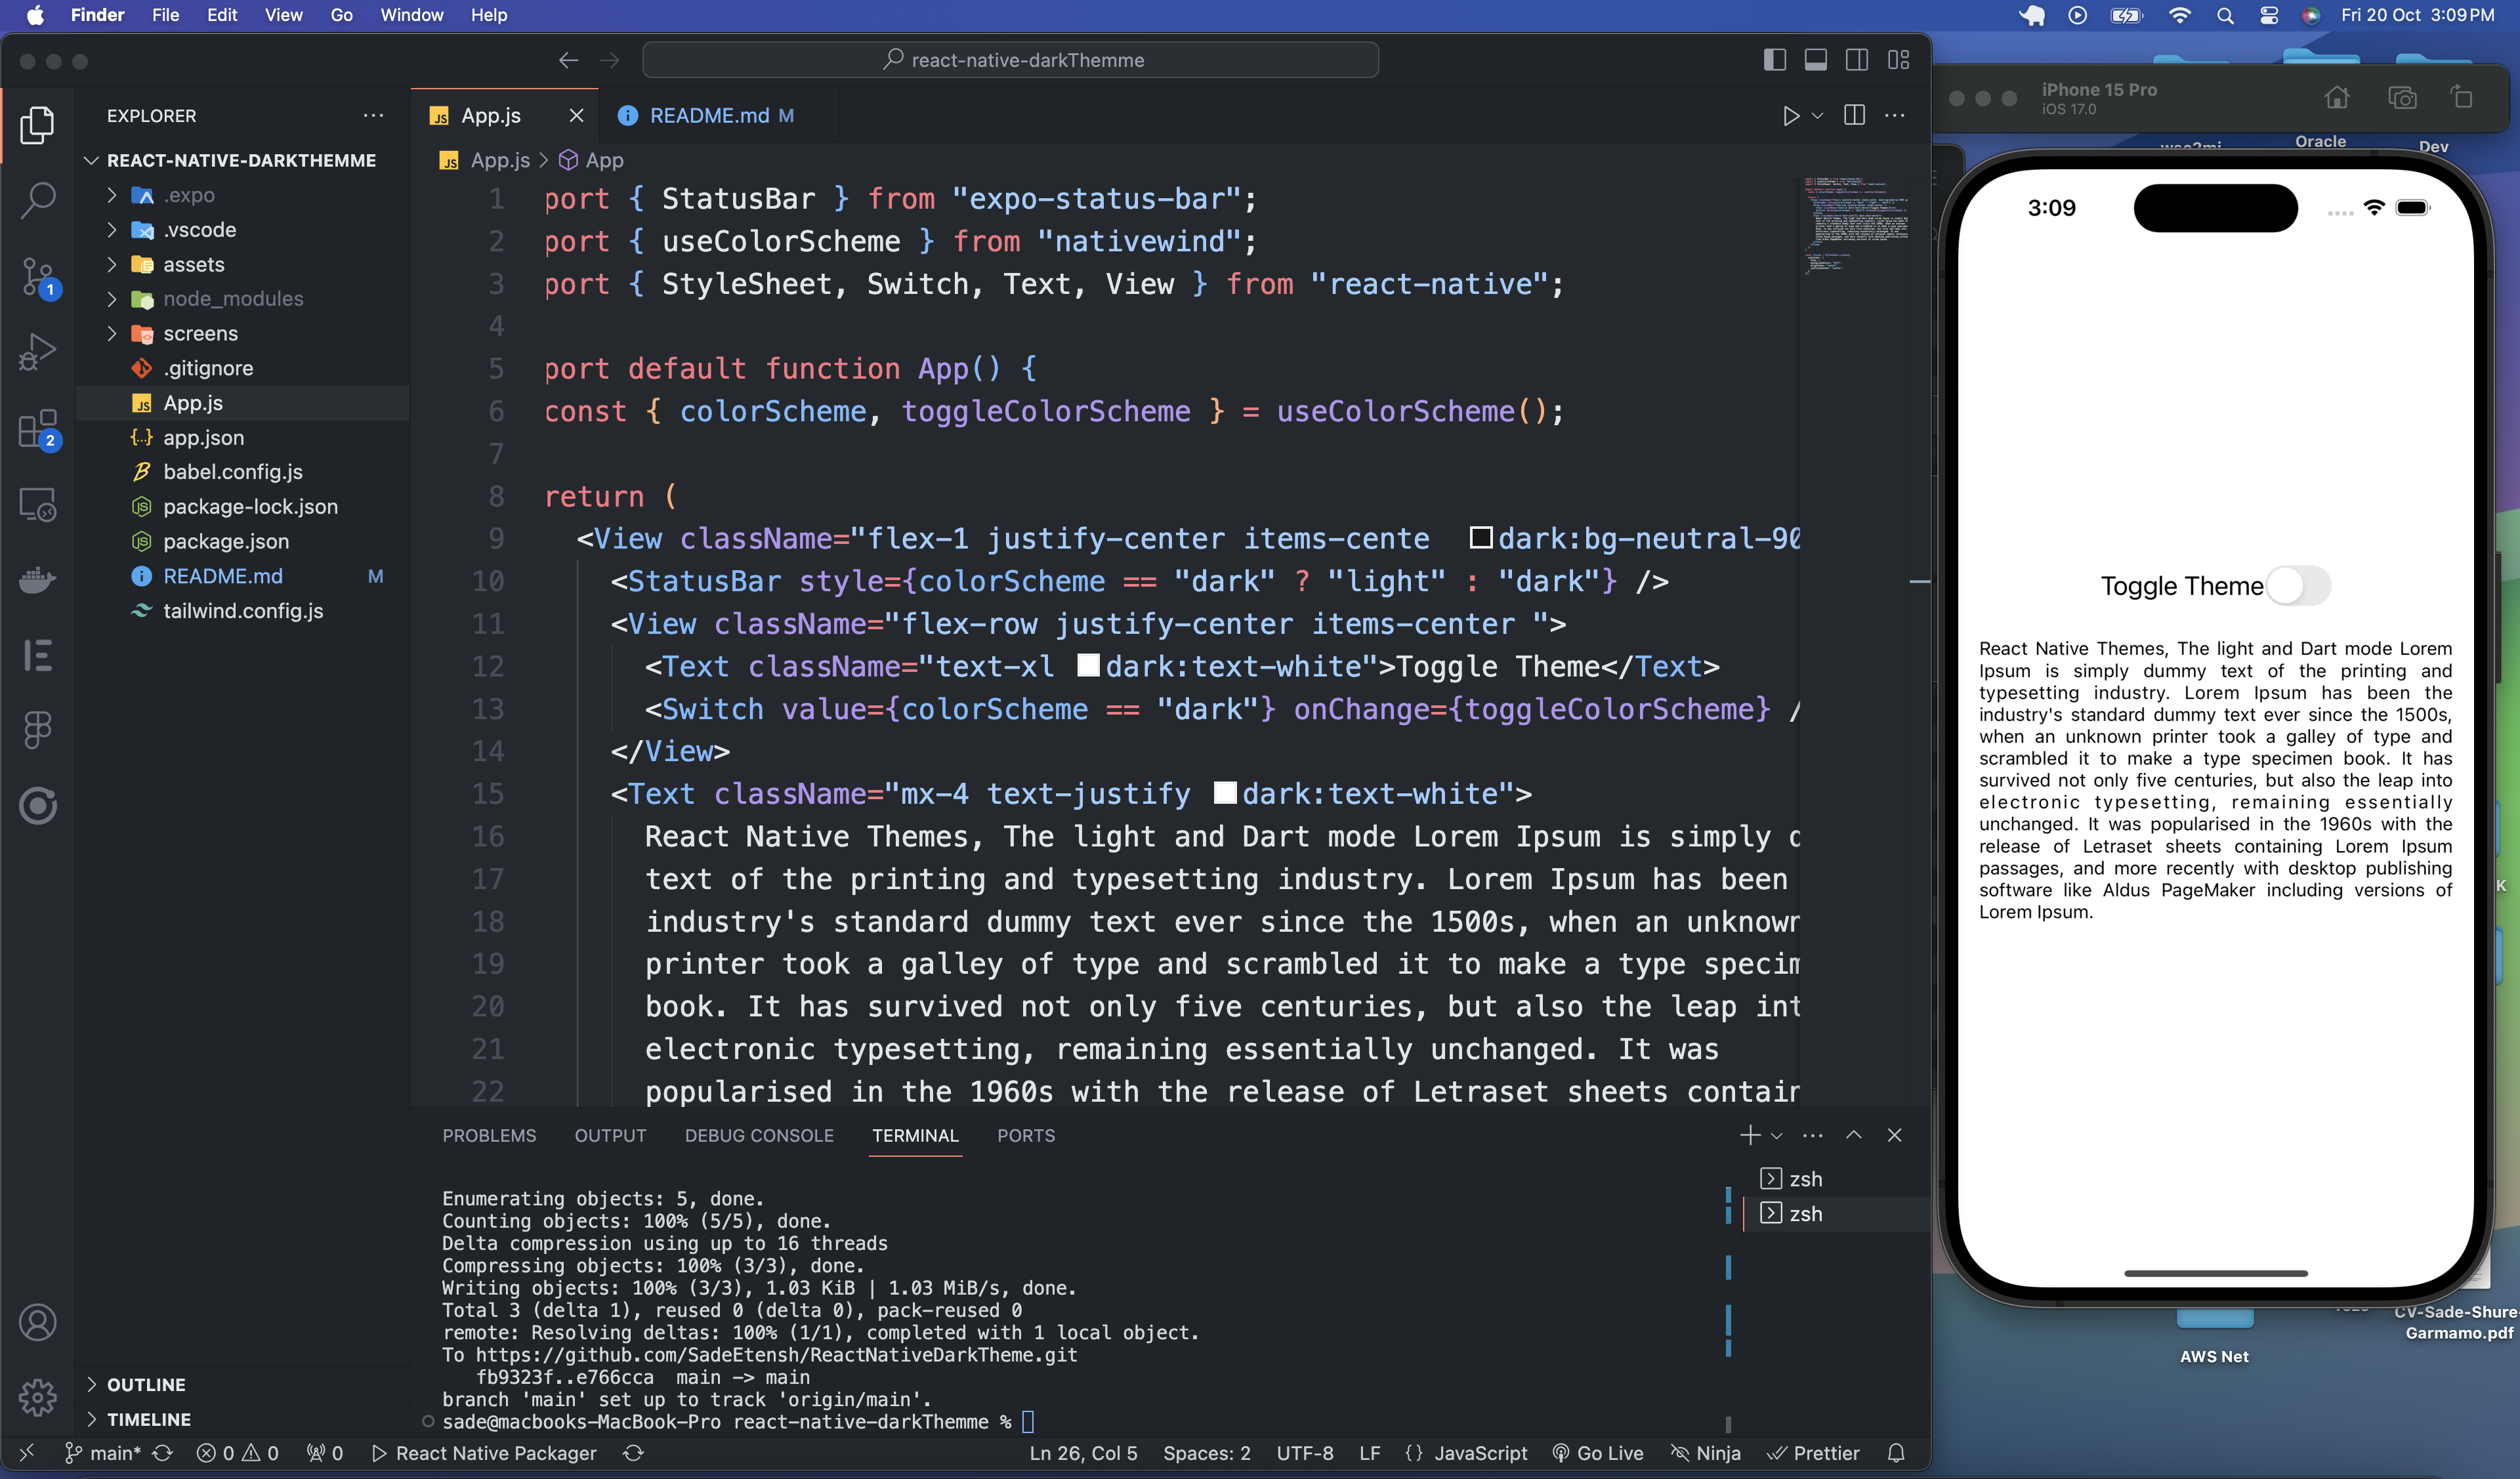 Finder File Edit View Go Window Help
Fri 20 Oct 3:09 PM
react-native-darkThemme
EXPLORER
REACT-NATIVE-DARKTHEMME
.expo
.vscode
assets
node_modules
screens
.gitignore
App.js
app.json
babel.config.js
package-lock.json
package.json
README.md M
tailwind.config.js
OUTLINE
TIMELINE
1
2
JS App.js
README.md M
JS App.js > App
1 port { StatusBar } from "expo-status-bar";
2 port { useColorScheme } from "nativewind";
3 port { StyleSheet, Switch, Text, View } from "react-native";
4
5 port default function App() {
6 const { colorScheme, toggleColorScheme } = useColorScheme();
7
8 return (
9 <View className="flex-1 justify-center items-cente dark:bg-neutral-90
10 <StatusBar style={colorScheme == "dark" ? "light" : "dark"} />
11 <View className="flex-row justify-center items-center ">
12 <Text className="text-xl dark:text-white">Toggle Theme</Text>
13 <Switch value={colorScheme == "dark"} onChange={toggleColorScheme} /
14 </View>
15 <Text className="mx-4 text-justify dark:text-white">
16 React Native Themes, The light and Dart mode Lorem Ipsum is simply d
17 text of the printing and typesetting industry. Lorem Ipsum has been
18 industry's standard dummy text ever since the 1500s, when an unknown
19 printer took a galley of type and scrambled it to make a type specim
20 book. It has survived not only five centuries, but also the leap int
21 electronic typesetting, remaining essentially unchanged. It was
22 popularised in the 1960s with the release of Letraset sheets contain
PROBLEMS OUTPUT DEBUG CONSOLE TERMINAL PORTS
zsh
zsh
Enumerating objects: 5, done.
Counting objects: 100% (5/5), done.
Delta compression using up to 16 threads
Compressing objects: 100% (3/3), done.
Writing objects: 100% (3/3), 1.03 KiB | 1.03 MiB/s, done.
Total 3 (delta 1), reused 0 (delta 0), pack-reused 0
remote: Resolving deltas: 100% (1/1), completed with 1 local object.
To https://github.com/SadeEtensh/ReactNativeDarkTheme.git
fb9323f..e766cca main -> main
branch 'main' set up to track 'origin/main'.
sade@macbooks-MacBook-Pro react-native-darkThemme %
main* 0 0 0 React Native Packager
Ln 26, Col 5 Spaces: 2 UTF-8 LF {} JavaScript Go Live Ninja Prettier
iPhone 15 Pro
iOS 17.0
Oracle
Dev
3:09
Toggle Theme
React Native Themes, The light and Dart mode Lorem
Ipsum is simply dummy text of the printing and
typesetting industry. Lorem Ipsum has been the
industry's standard dummy text ever since the 1500s,
when an unknown printer took a galley of type and
scrambled it to make a type specimen book. It has
survived not only five centuries, but also the leap into
electronic typesetting, remaining essentially
unchanged. It was popularised in the 1960s with the
release of Letraset sheets containing Lorem Ipsum
passages, and more recently with desktop publishing
software like Aldus PageMaker including versions of
Lorem Ipsum.
K
CV-Sade-Shure-
Garmamo.pdf
AWS Net